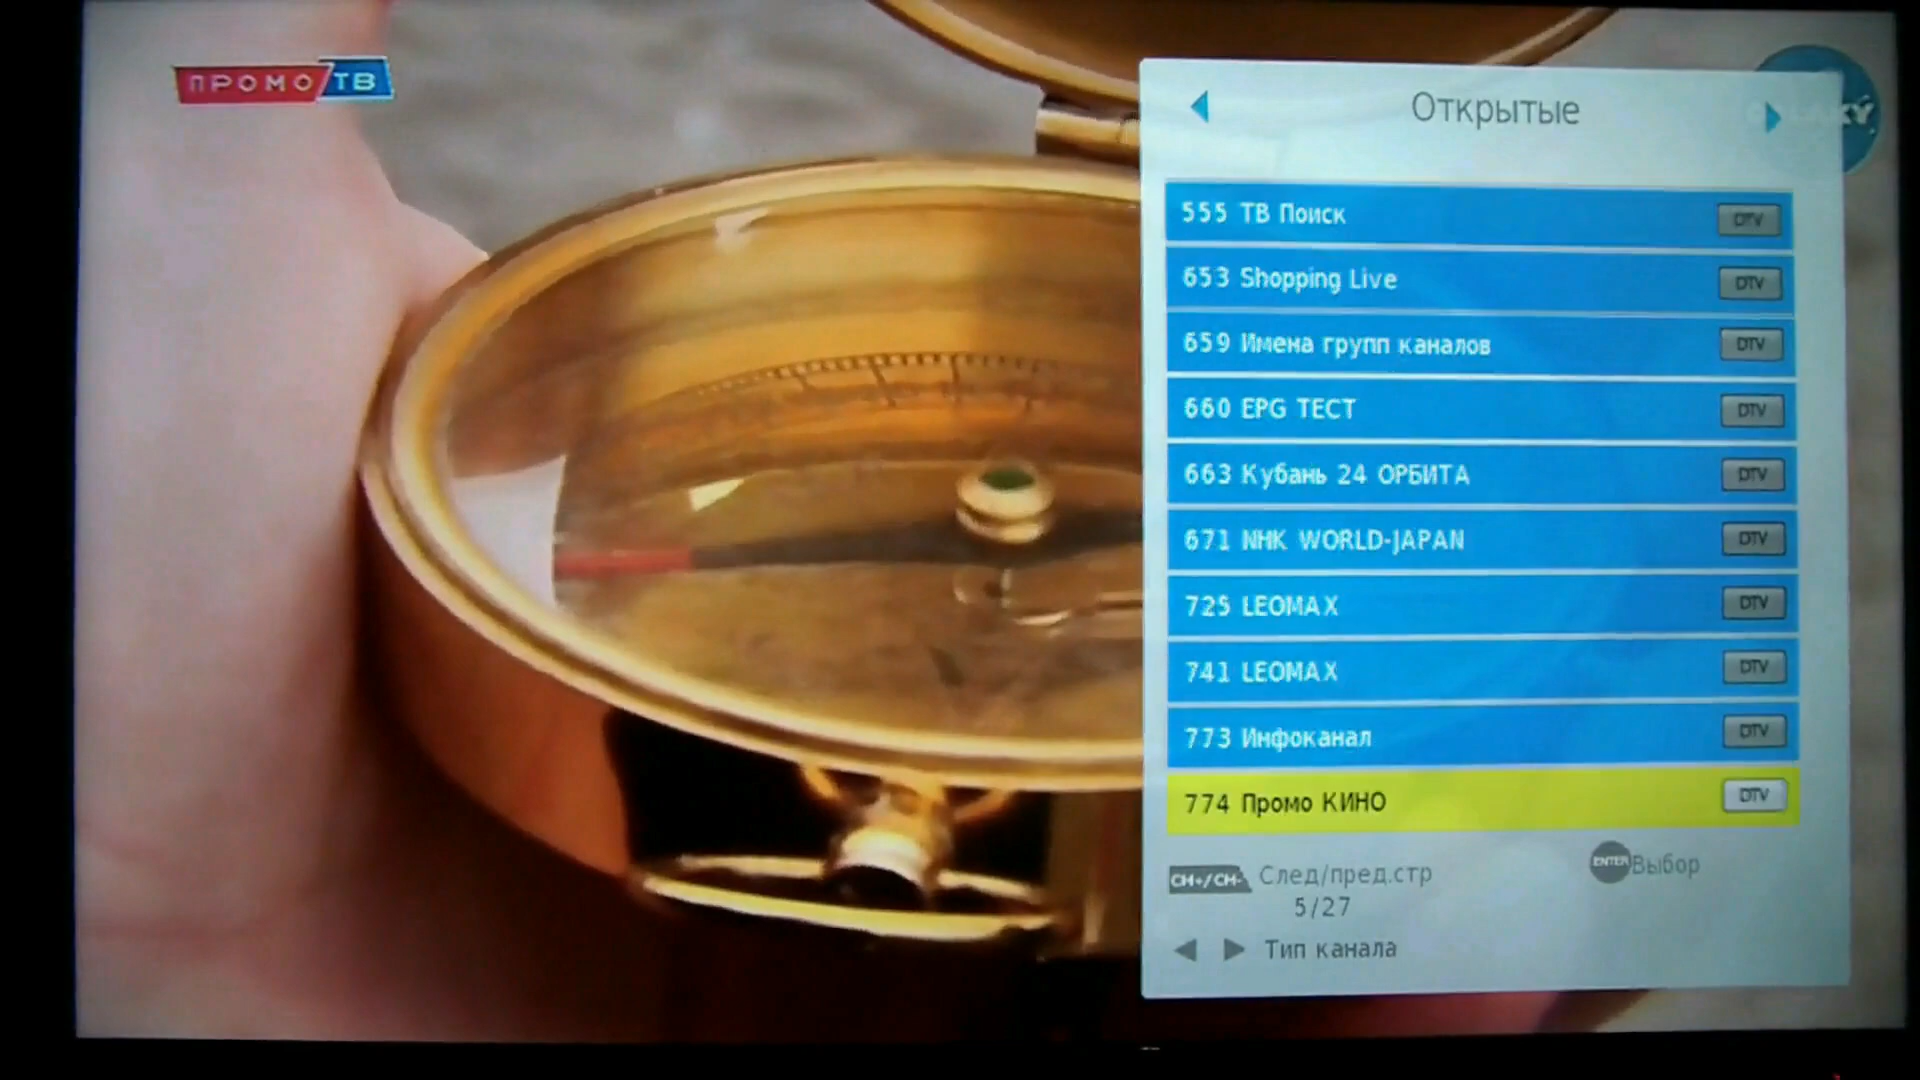 ПРОМО ТВ
Открытые
555 ТВ Поиск DTV
653 Shopping Live DTV
659 Имена групп каналов DTV
660 EPG ТЕСТ DTV
663 Кубань 24 ОРБИТА DTV
671 NHK WORLD-JAPAN DTV
725 LEOMAX DTV
741 LEOMAX DTV
773 Инфоканал DTV
774 Промо КИНО DTV
CH+/CH- След/пред.стр ENTER Выбор
5/27
Тип канала